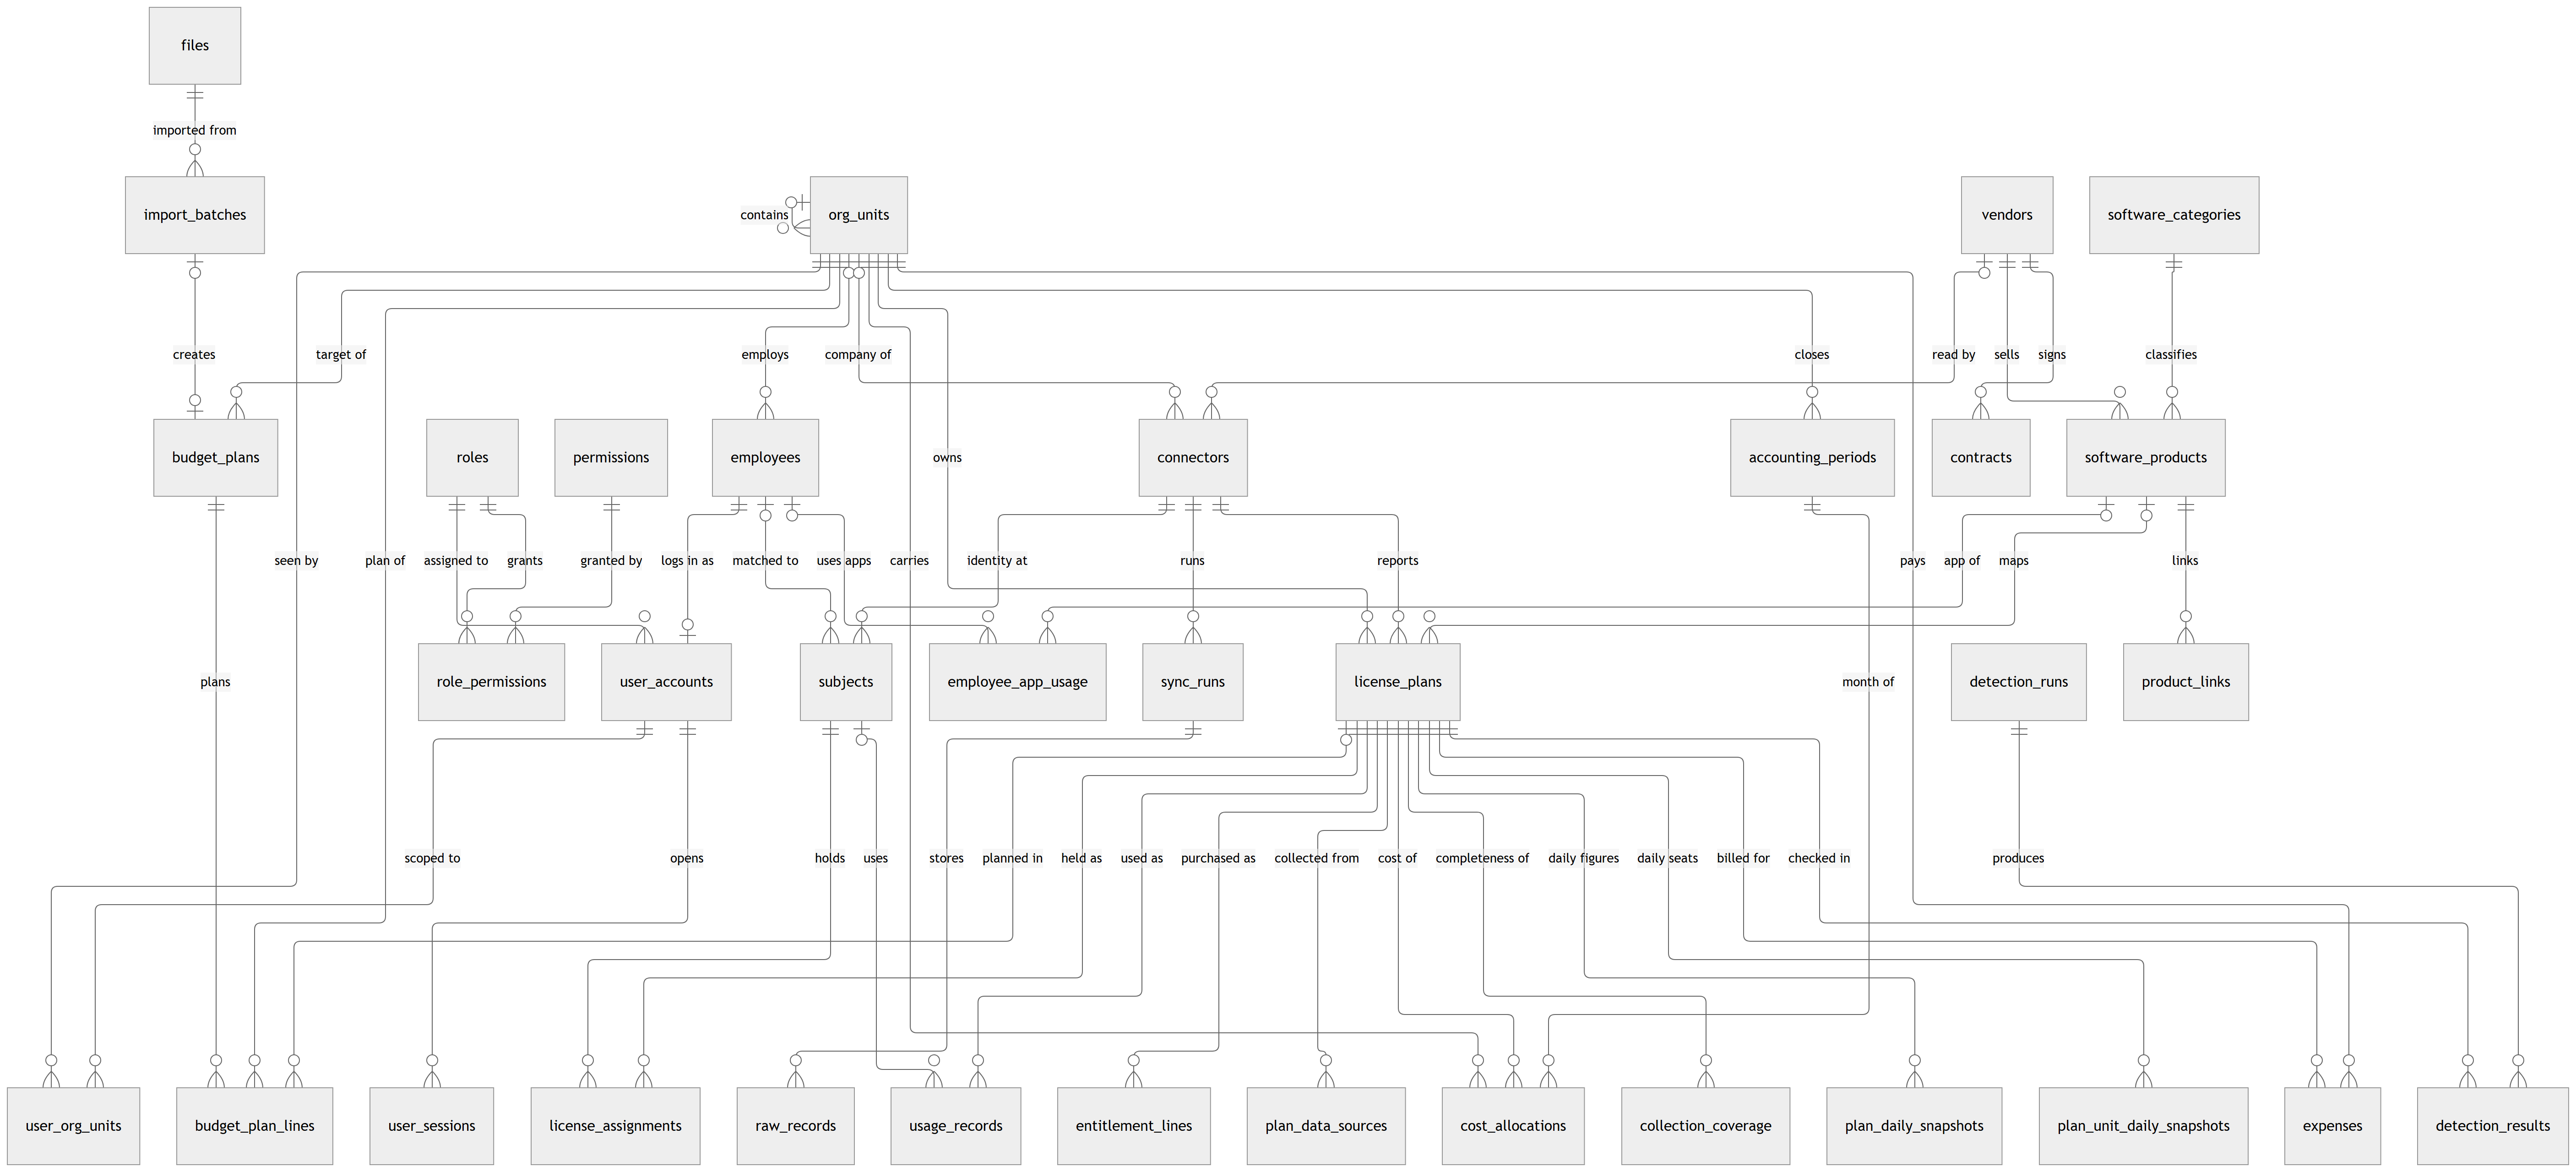 files
imported from
import_batches
contains
org_units
vendors
software_categories
creates
target of
employs
company of
closes
read by
sells
signs
classifies
budget_plans
roles
permissions
employees
owns
connectors
accounting_periods
contracts
software_products
seen by
plan of
assigned to
grants
granted by
logs in as
matched to
uses apps
carries
identity at
runs
reports
pays
app of
maps
links
plans
role_permissions
user_accounts
subjects
employee_app_usage
sync_runs
license_plans
month of
detection_runs
product_links
scoped to
opens
holds
uses
stores
planned in
held as
used as
purchased as
collected from
cost of
completeness of
daily figures
daily seats
billed for
checked in
produces
user_org_units
budget_plan_lines
user_sessions
license_assignments
raw_records
usage_records
entitlement_lines
plan_data_sources
cost_allocations
collection_coverage
plan_daily_snapshots
plan_unit_daily_snapshots
expenses
detection_results